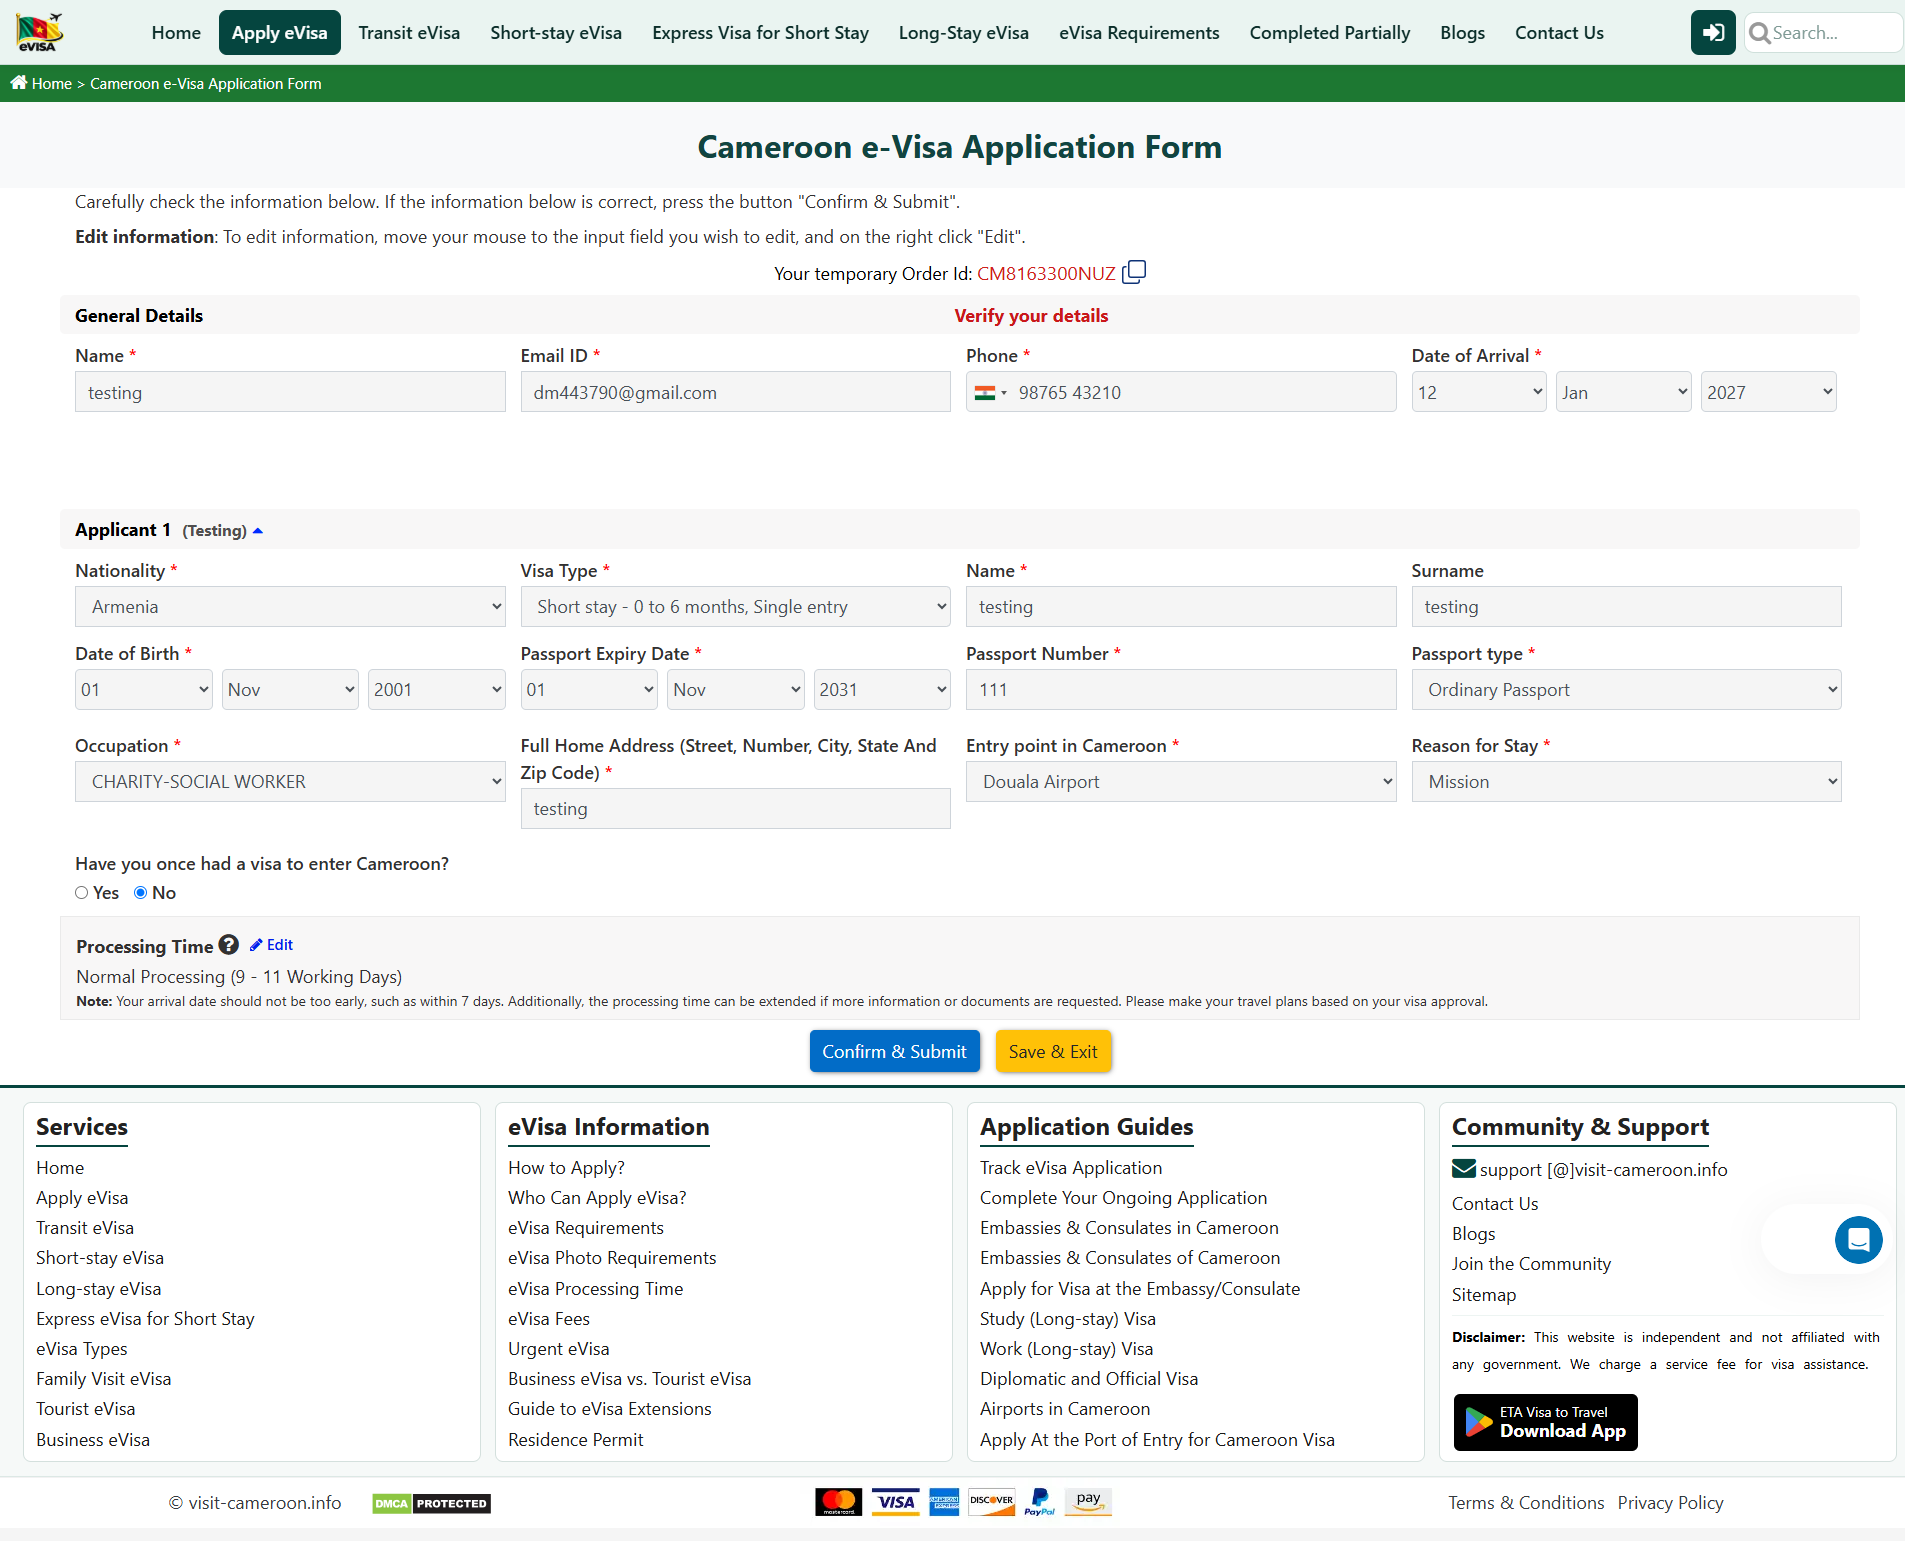 eVISA
Home
Apply eVisa
Transit eVisa
Short-stay eVisa
Express Visa for Short Stay
Long-Stay eVisa
eVisa Requirements
Completed Partially
Blogs
Contact Us
Search...
Home > Cameroon e-Visa Application Form
Cameroon e-Visa Application Form
Carefully check the information below. If the information below is correct, press the button "Confirm & Submit".
Edit information: To edit information, move your mouse to the input field you wish to edit, and on the right click "Edit".
Your temporary Order Id: CM8163300NUZ
General Details
Verify your details
Name *
Email ID *
Phone *
Date of Arrival *
testing
dm443790@gmail.com
98765 43210
12
Jan
2027
Applicant 1 (Testing)
Nationality *
Visa Type *
Name *
Surname
Armenia
Short stay - 0 to 6 months, Single entry
testing
testing
Date of Birth *
Passport Expiry Date *
Passport Number *
Passport type *
01
Nov
2001
01
Nov
2031
111
Ordinary Passport
Occupation *
Full Home Address (Street, Number, City, State And
Zip Code) *
Entry point in Cameroon *
Reason for Stay *
CHARITY-SOCIAL WORKER
testing
Douala Airport
Mission
Have you once had a visa to enter Cameroon?
Yes
No
Processing Time ? Edit
Normal Processing (9 - 11 Working Days)
Note: Your arrival date should not be too early, such as within 7 days. Additionally, the processing time can be extended if more information or documents are requested. Please make your travel plans based on your visa approval.
Confirm & Submit
Save & Exit
Services
Home
Apply eVisa
Transit eVisa
Short-stay eVisa
Long-stay eVisa
Express eVisa for Short Stay
eVisa Types
Family Visit eVisa
Tourist eVisa
Business eVisa
eVisa Information
How to Apply?
Who Can Apply eVisa?
eVisa Requirements
eVisa Photo Requirements
eVisa Processing Time
eVisa Fees
Urgent eVisa
Business eVisa vs. Tourist eVisa
Guide to eVisa Extensions
Residence Permit
Application Guides
Track eVisa Application
Complete Your Ongoing Application
Embassies & Consulates in Cameroon
Embassies & Consulates of Cameroon
Apply for Visa at the Embassy/Consulate
Study (Long-stay) Visa
Work (Long-stay) Visa
Diplomatic and Official Visa
Airports in Cameroon
Apply At the Port of Entry for Cameroon Visa
Community & Support
support [@]visit-cameroon.info
Contact Us
Blogs
Join the Community
Sitemap
Disclaimer: This website is independent and not affiliated with
any government. We charge a service fee for visa assistance.
ETA Visa to Travel
Download App
© visit-cameroon.info
DMCA PROTECTED
mastercard
VISA
AMERICAN EXPRESS
DISCOVER
PayPal
pay
Terms & Conditions
Privacy Policy